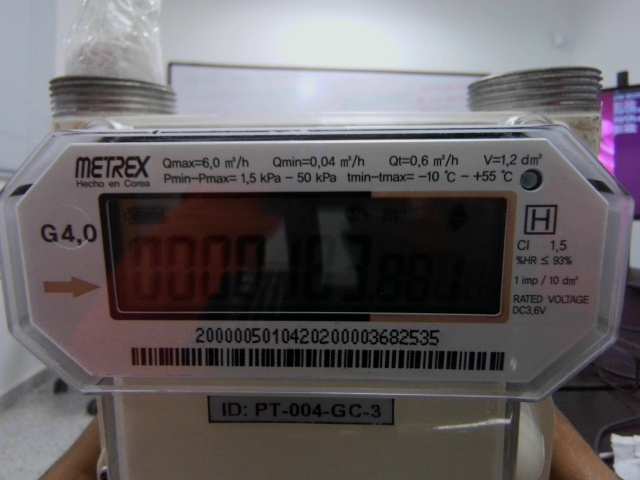 METREX
Hecho en Corea
Qmax=6,0 m³/h Qmin=0,04 m³/h Qt=0,6 m³/h V=1,2 dm³
Pmin-Pmax= 1,5 kPa - 50 kPa tmin-tmax= -10 °C - +55 °C
G4,0
H
Cl 1,5
%HR ≤ 93%
1 imp / 10 dm³
RATED VOLTAGE
DC3,6V
m³
2000005010420200003682535
ID: PT-004-GC-3